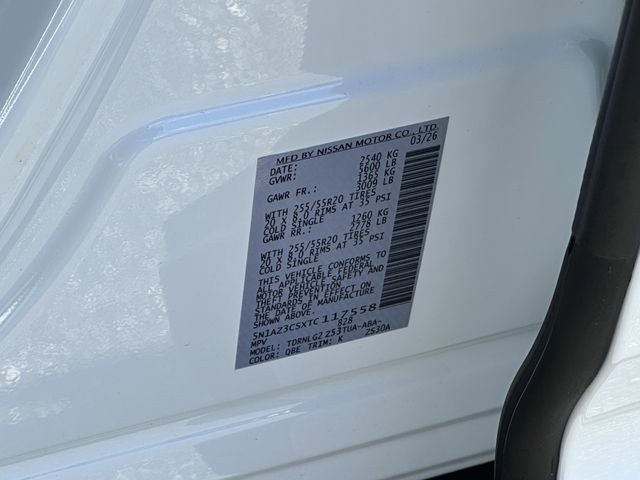 MFD BY NISSAN MOTOR CO., LTD.
DATE: 03/26
GVWR: 2540 KG
5600 LB
GAWR FR.: 1365 KG
3009 LB
WITH 255/55R20 TIRES
20 X 8.0 RIMS AT 35 PSI
COLD SINGLE
GAWR RR.: 1260 KG
2778 LB
WITH 255/55R20 TIRES
20 X 8.0 RIMS AT 35 PSI
COLD SINGLE
THIS VEHICLE CONFORMS TO
ALL APPLICABLE FEDERAL
MOTOR VEHICLE SAFETY AND
THEFT PREVENTION
STANDARDS IN EFFECT ON
THE DATE OF MANUFACTURE
SHOWN ABOVE.
5N1AZ3CSXTC117558
MPV 828
MODEL: TDRNLG2Z53TUA-ABA
COLOR: QBE TRIM: K ZS30A